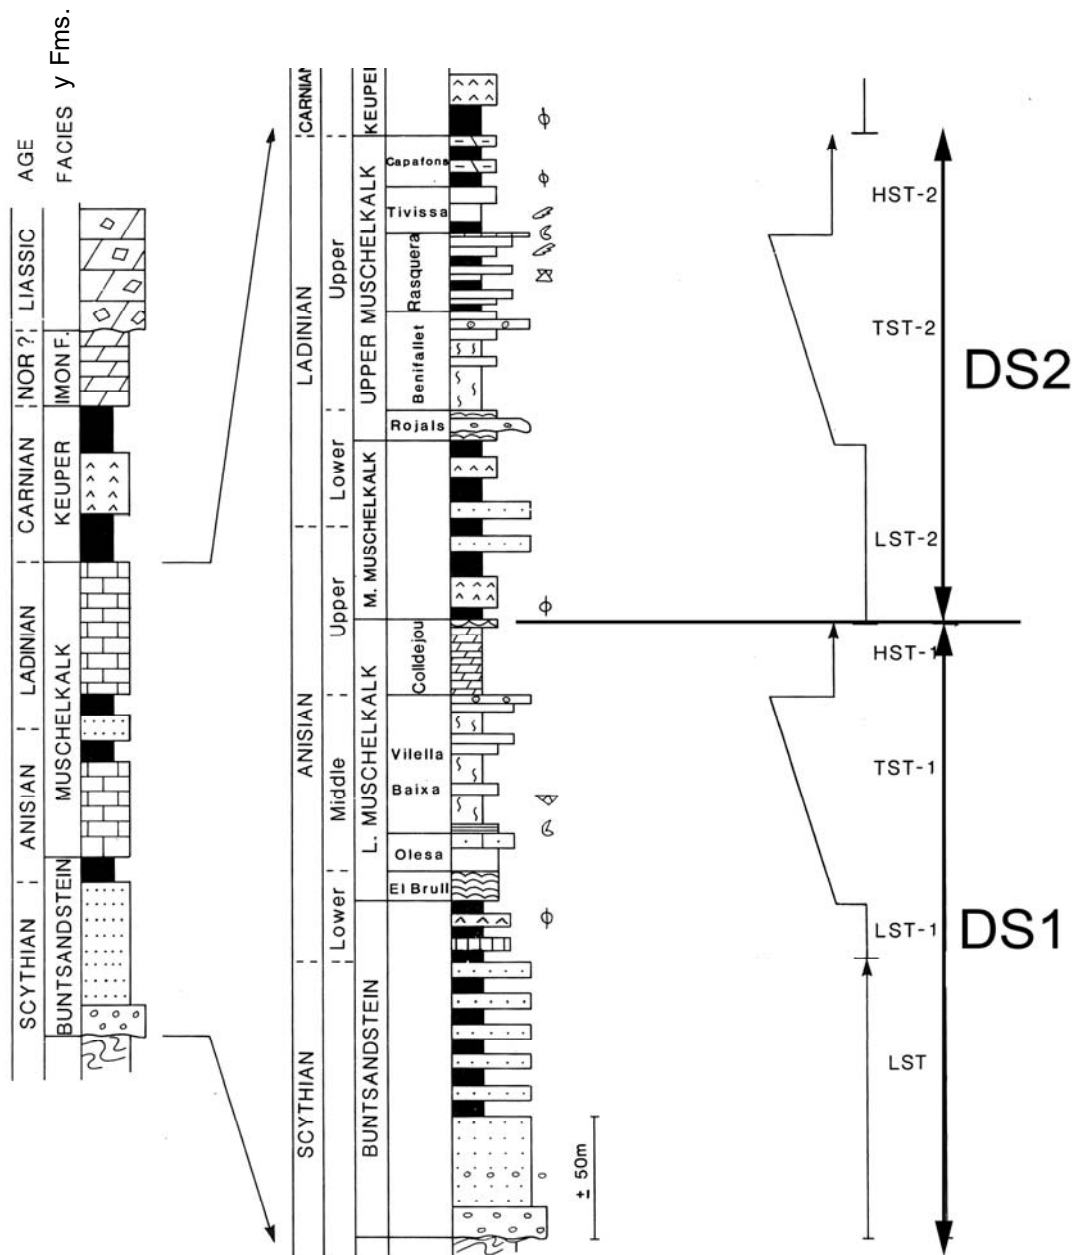 AGE
FACIES y Fms.
LIASSIC
NOR ?
IMON F.
CARNIAN
KEUPER
LADINIAN
MUSCHELKALK
ANISIAN
BUNTSANDSTEIN
SCYTHIAN
CARNIAN
KEUPER
Capafons
Tivissa
Rasquera
Upper
LADINIAN
UPPER MUSCHELKALK
Benifallet
Rojals
Lower
M. MUSCHELKALK
Upper
Colldejou
ANISIAN
L. MUSCHELKALK
Middle
Vilella
Baixa
Olesa
El Brull
Lower
SCYTHIAN
BUNTSANDSTEIN
± 50m
HST-2
TST-2
DS2
LST-2
HST-1
TST-1
LST-1
DS1
LST